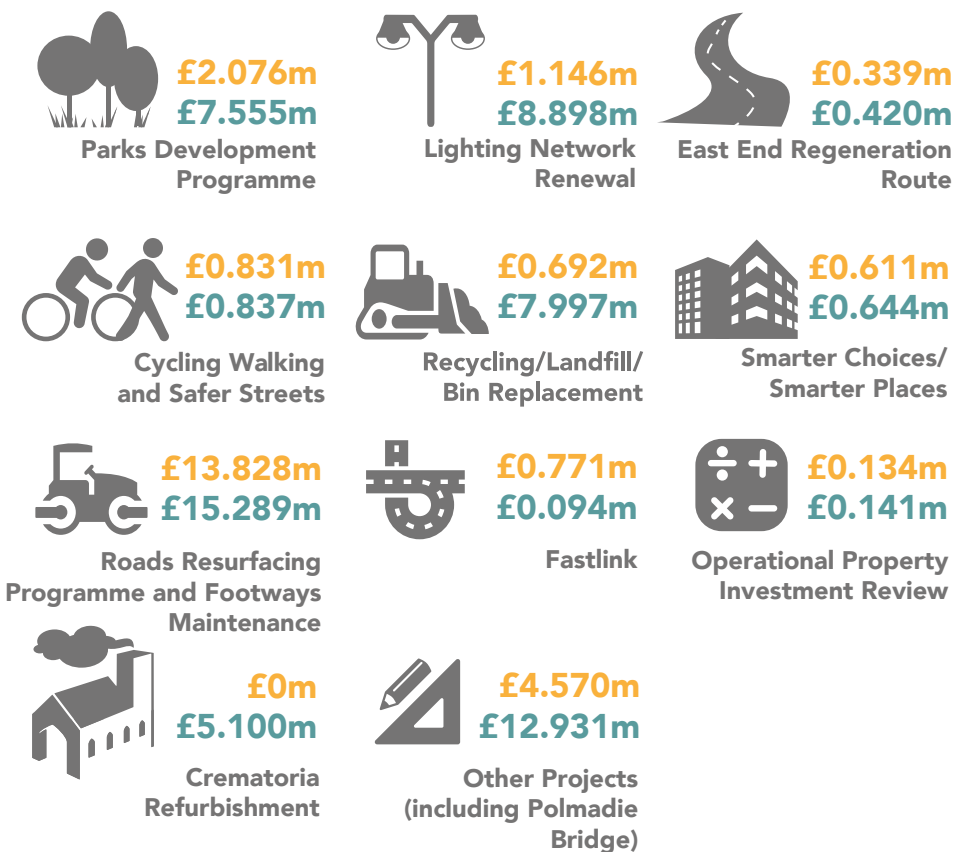 £2.076m
£7.555m
Parks Development
Programme
£1.146m
£8.898m
Lighting Network
Renewal
£0.339m
£0.420m
East End Regeneration
Route
£0.831m
£0.837m
Cycling Walking
and Safer Streets
£0.692m
£7.997m
Recycling/Landfill/
Bin Replacement
£0.611m
£0.644m
Smarter Choices/
Smarter Places
£13.828m
£15.289m
Roads Resurfacing
Programme and Footways
Maintenance
£0.771m
£0.094m
Fastlink
£0.134m
£0.141m
Operational Property
Investment Review
£0m
£5.100m
Crematoria
Refurbishment
£4.570m
£12.931m
Other Projects
(including Polmadie
Bridge)